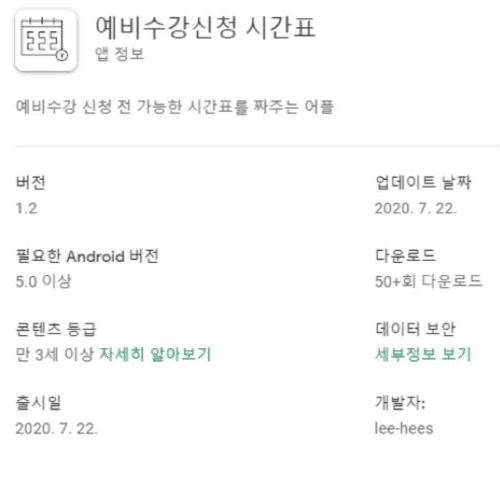 예비수강신청 시간표
앱 정보
예비수강 신청 전 가능한 시간표를 짜주는 어플
버전
1.2
업데이트 날짜
2020. 7. 22.
필요한 Android 버전
5.0 이상
다운로드
50+회 다운로드
콘텐츠 등급
만 3세 이상 자세히 알아보기
데이터 보안
세부정보 보기
출시일
2020. 7. 22.
개발자:
lee-hees